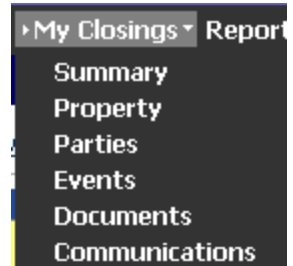 My Closings Report
Summary
Property
Parties
Events
Documents
Communications